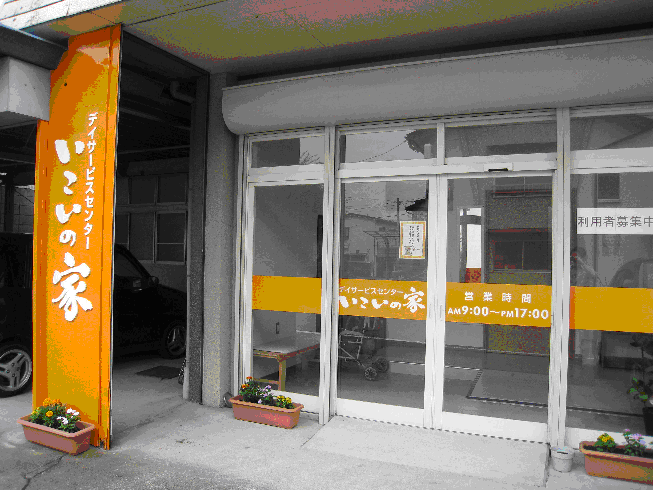 デイサービスセンター
いこいの家
利用者募集中
デイサービスセンター
いこいの家
営業時間
AM9:00〜PM17:00